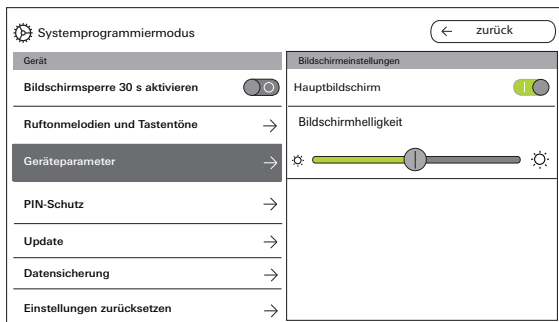 Systemprogrammiermodus
zurück
Gerät
Bildschirmsperre 30 s aktivieren
Ruftonmelodien und Tastentöne
Geräteparameter
PIN-Schutz
Update
Datensicherung
Einstellungen zurücksetzen
Bildschirmeinstellungen
Hauptbildschirm
Bildschirmhelligkeit